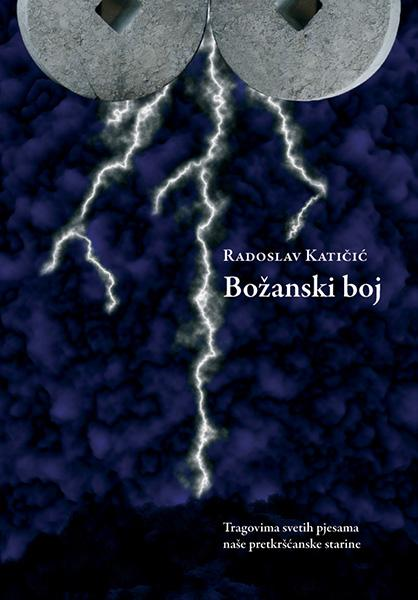 Radoslav Katičić
Božanski boj
Tragovima svetih pjesama
naše pretkršćanske starine